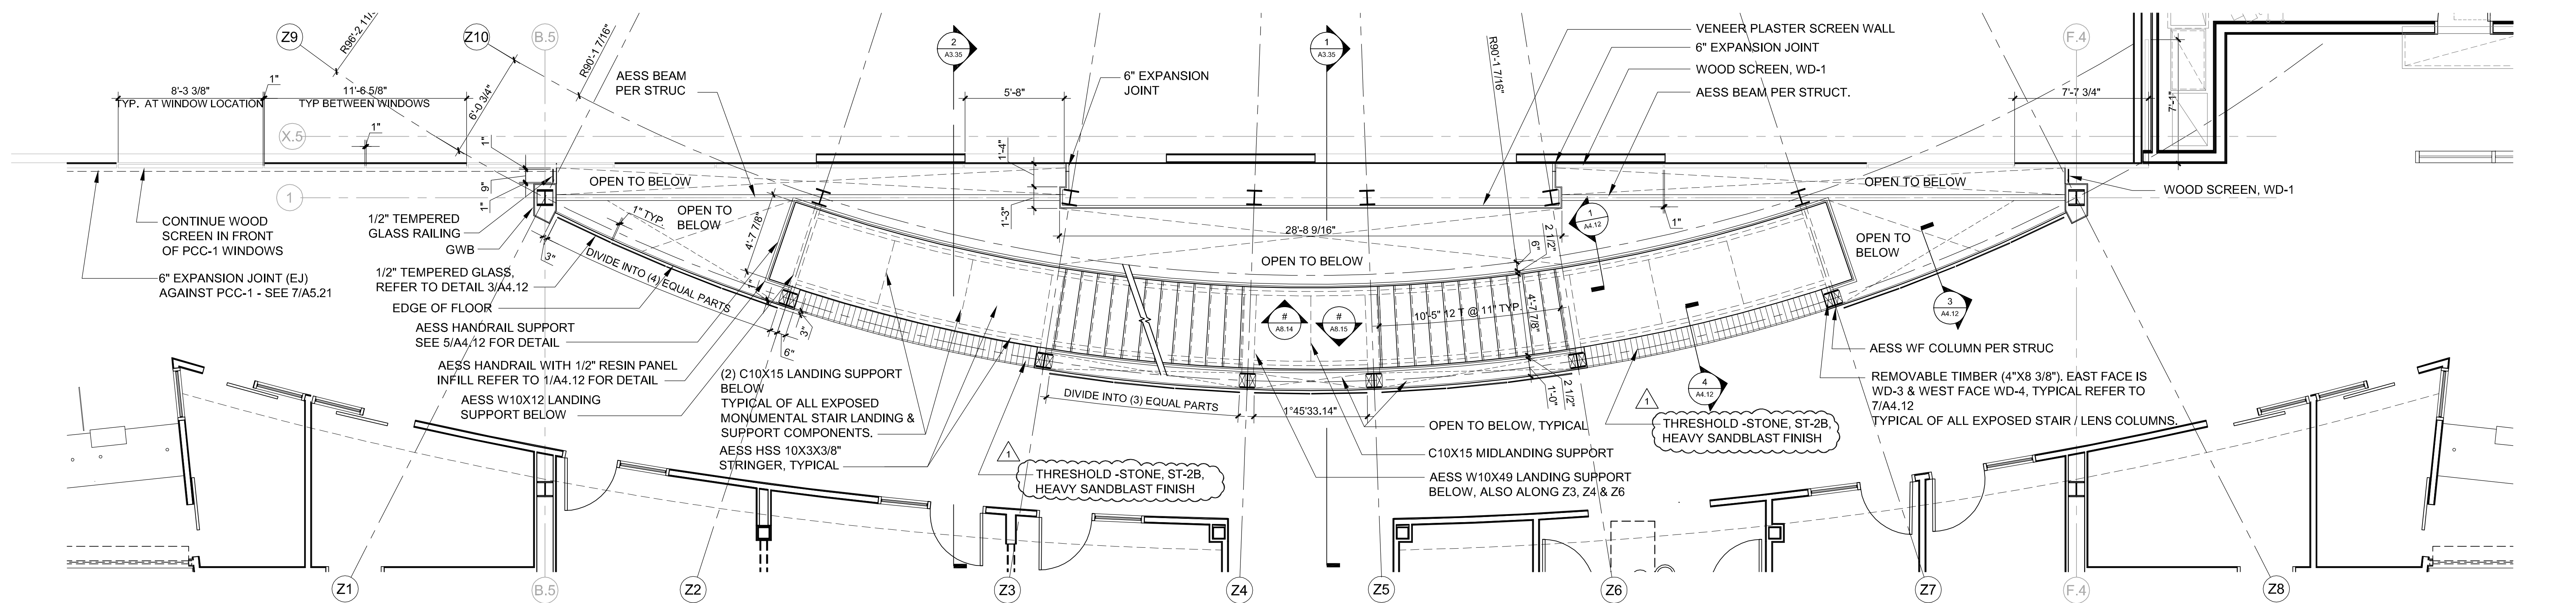 Z9
R96'-2 11/
Z10
B.5
R90'-1 7/16"
2
A3.35
1
A3.35
R90'-1 7/16"
VENEER PLASTER SCREEN WALL
6" EXPANSION JOINT
WOOD SCREEN, WD-1
AESS BEAM PER STRUCT.
F.4
8'-3 3/8"
TYP. AT WINDOW LOCATION
1"
11'-6 5/8"
TYP BETWEEN WINDOWS
6'-0 3/4"
AESS BEAM
PER STRUC
5'-8"
6" EXPANSION
JOINT
7'-7 3/4"
7'-1"
X.5
1"
1"
1'-4"
1
9"
1"
OPEN TO BELOW
OPEN TO
BELOW
1'-3"
28'-8 9/16"
OPEN TO BELOW
1
A4.12
1"
OPEN TO BELOW
WOOD SCREEN, WD-1
OPEN TO
BELOW
CONTINUE WOOD
SCREEN IN FRONT
OF PCC-1 WINDOWS
1/2" TEMPERED
GLASS RAILING
GWB
1" TYP.
4'-7 7/8"
6"
2 1/2"
3"
6" EXPANSION JOINT (EJ)
AGAINST PCC-1 - SEE 7/A5.21
1/2" TEMPERED GLASS,
REFER TO DETAIL 3/A4.12
EDGE OF FLOOR
DIVIDE INTO (4) EQUAL PARTS
1"
3"
6"
AESS HANDRAIL SUPPORT
SEE 5/A4.12 FOR DETAIL
AESS HANDRAIL WITH 1/2" RESIN PANEL
INFILL REFER TO 1/A4.12 FOR DETAIL
AESS W10X12 LANDING
SUPPORT BELOW
(2) C10X15 LANDING SUPPORT
BELOW
TYPICAL OF ALL EXPOSED
MONUMENTAL STAIR LANDING &
SUPPORT COMPONENTS.
AESS HSS 10X3X3/8"
STRINGER, TYPICAL
#
A8.14
#
A8.15
10'-5" 12 T @ 11" TYP.
4'-7 7/8"
3
A4.12
4
A4.12
AESS WF COLUMN PER STRUC
REMOVABLE TIMBER (4"X8 3/8"). EAST FACE IS
WD-3 & WEST FACE WD-4, TYPICAL REFER TO
7/A4.12
TYPICAL OF ALL EXPOSED STAIR / LENS COLUMNS.
DIVIDE INTO (3) EQUAL PARTS
1°45'33.14"
1'-0"
2 1/2"
1
THRESHOLD -STONE, ST-2B,
HEAVY SANDBLAST FINISH
OPEN TO BELOW, TYPICAL
C10X15 MIDLANDING SUPPORT
AESS W10X49 LANDING SUPPORT
BELOW, ALSO ALONG Z3, Z4 & Z6
1
THRESHOLD -STONE, ST-2B,
HEAVY SANDBLAST FINISH
Z1
B.5
Z2
Z3
Z4
Z5
Z6
Z7
F.4
Z8